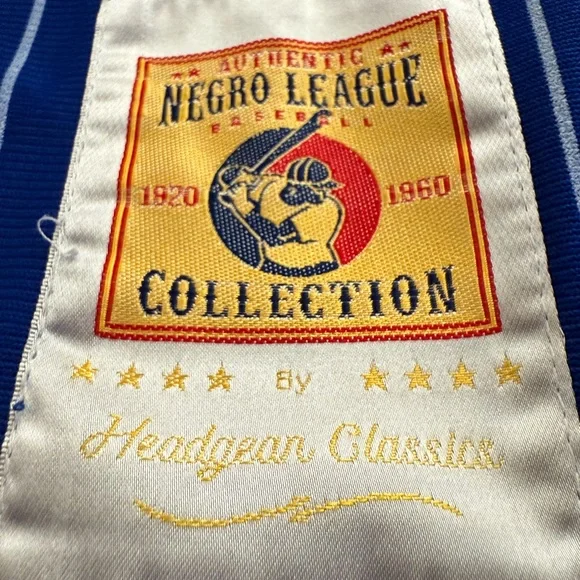 AUTHENTIC
NEGRO LEAGUE
BASEBALL
1920 1960
COLLECTION
By
Headgear Classics